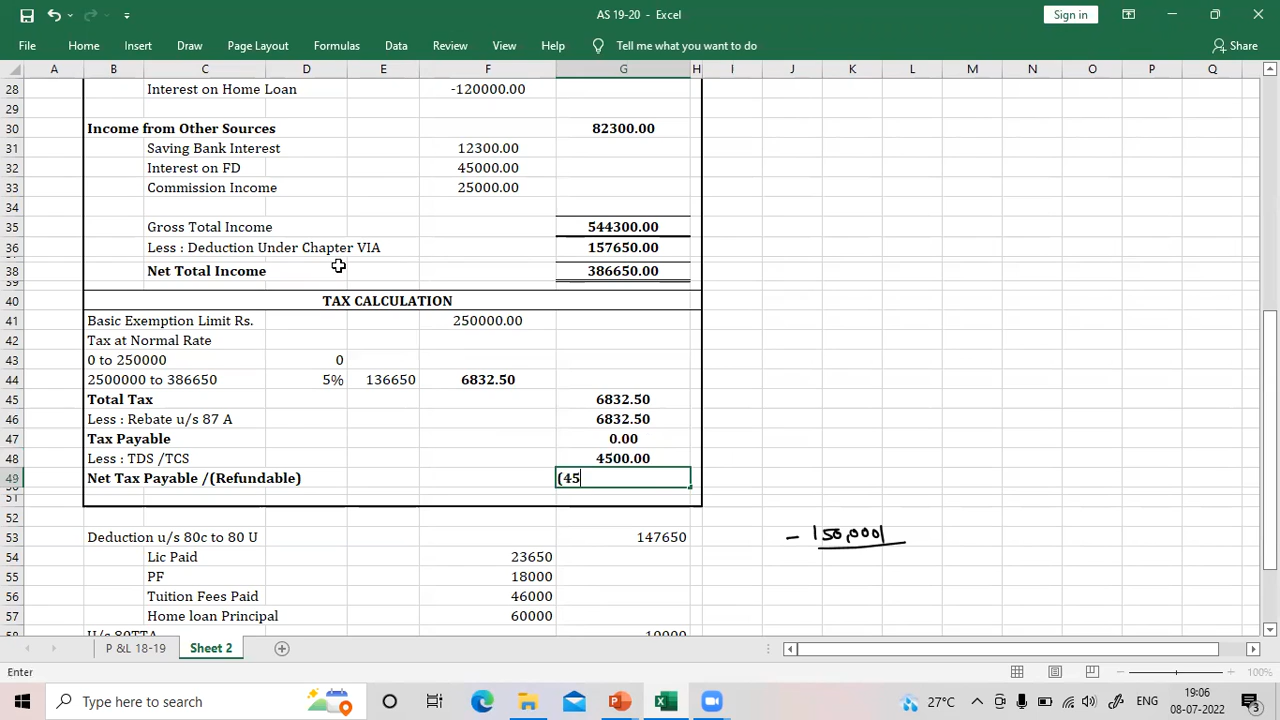 AS 19-20 - Excel
Sign in
File Home Insert Draw Page Layout Formulas Data Review View Help Tell me what you want to do Share
A B C D E F G H I J K L M N O P Q
28 Interest on Home Loan -120000.00
29
30 Income from Other Sources 82300.00
31 Saving Bank Interest 12300.00
32 Interest on FD 45000.00
33 Commission Income 25000.00
34
35 Gross Total Income 544300.00
36 Less : Deduction Under Chapter VIA 157650.00
38 Net Total Income 386650.00
39
40 TAX CALCULATION
41 Basic Exemption Limit Rs. 250000.00
42 Tax at Normal Rate
43 0 to 250000 0
44 2500000 to 386650 5% 136650 6832.50
45 Total Tax 6832.50
46 Less : Rebate u/s 87 A 6832.50
47 Tax Payable 0.00
48 Less : TDS /TCS 4500.00
49 Net Tax Payable /(Refundable) (45
51
52
53 Deduction u/s 80c to 80 U 147650 - 150,000/
54 Lic Paid 23650
55 PF 18000
56 Tuition Fees Paid 46000
57 Home loan Principal 60000
58 U/s 80TTA 10000
P &L 18-19 Sheet 2
Enter 100%
Type here to search 27°C ENG 19:06
08-07-2022 3